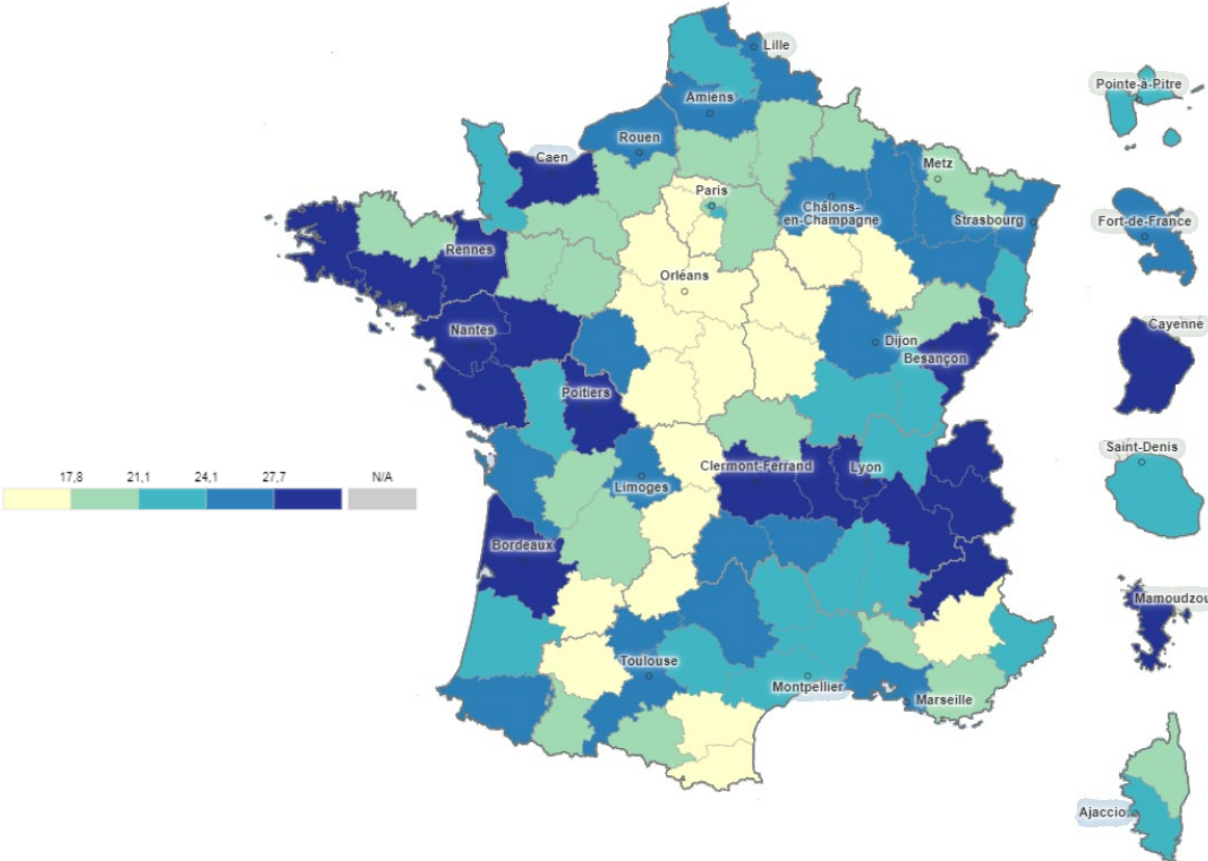 Lille
Pointe-à-Pitre
Amiens
Rouen
Caen
Metz
Paris
Châlons-
en-Champagne
Strasbourg
Fort-de-France
Rennes
Orléans
Nantes
Dijon
Cayenne
Besançon
Poitiers
Saint-Denis
Clermont-Ferrand
Lyon
17,8 21,1 24,1 27,7 N/A
Limoges
Bordeaux
Mamoudzou
Toulouse
Montpellier
Marseille
Ajaccio